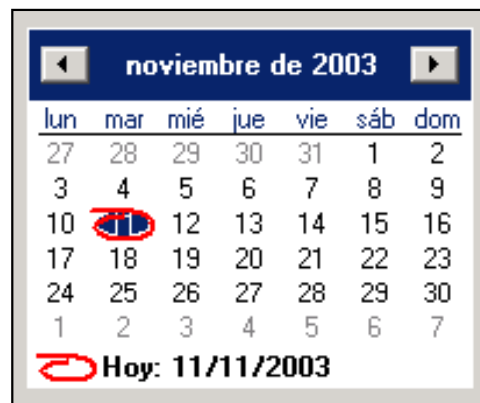 noviembre de 2003
lun mar mié jue vie sáb dom
27 28 29 30 31 1 2
3 4 5 6 7 8 9
10 11 12 13 14 15 16
17 18 19 20 21 22 23
24 25 26 27 28 29 30
1 2 3 4 5 6 7
Hoy: 11/11/2003